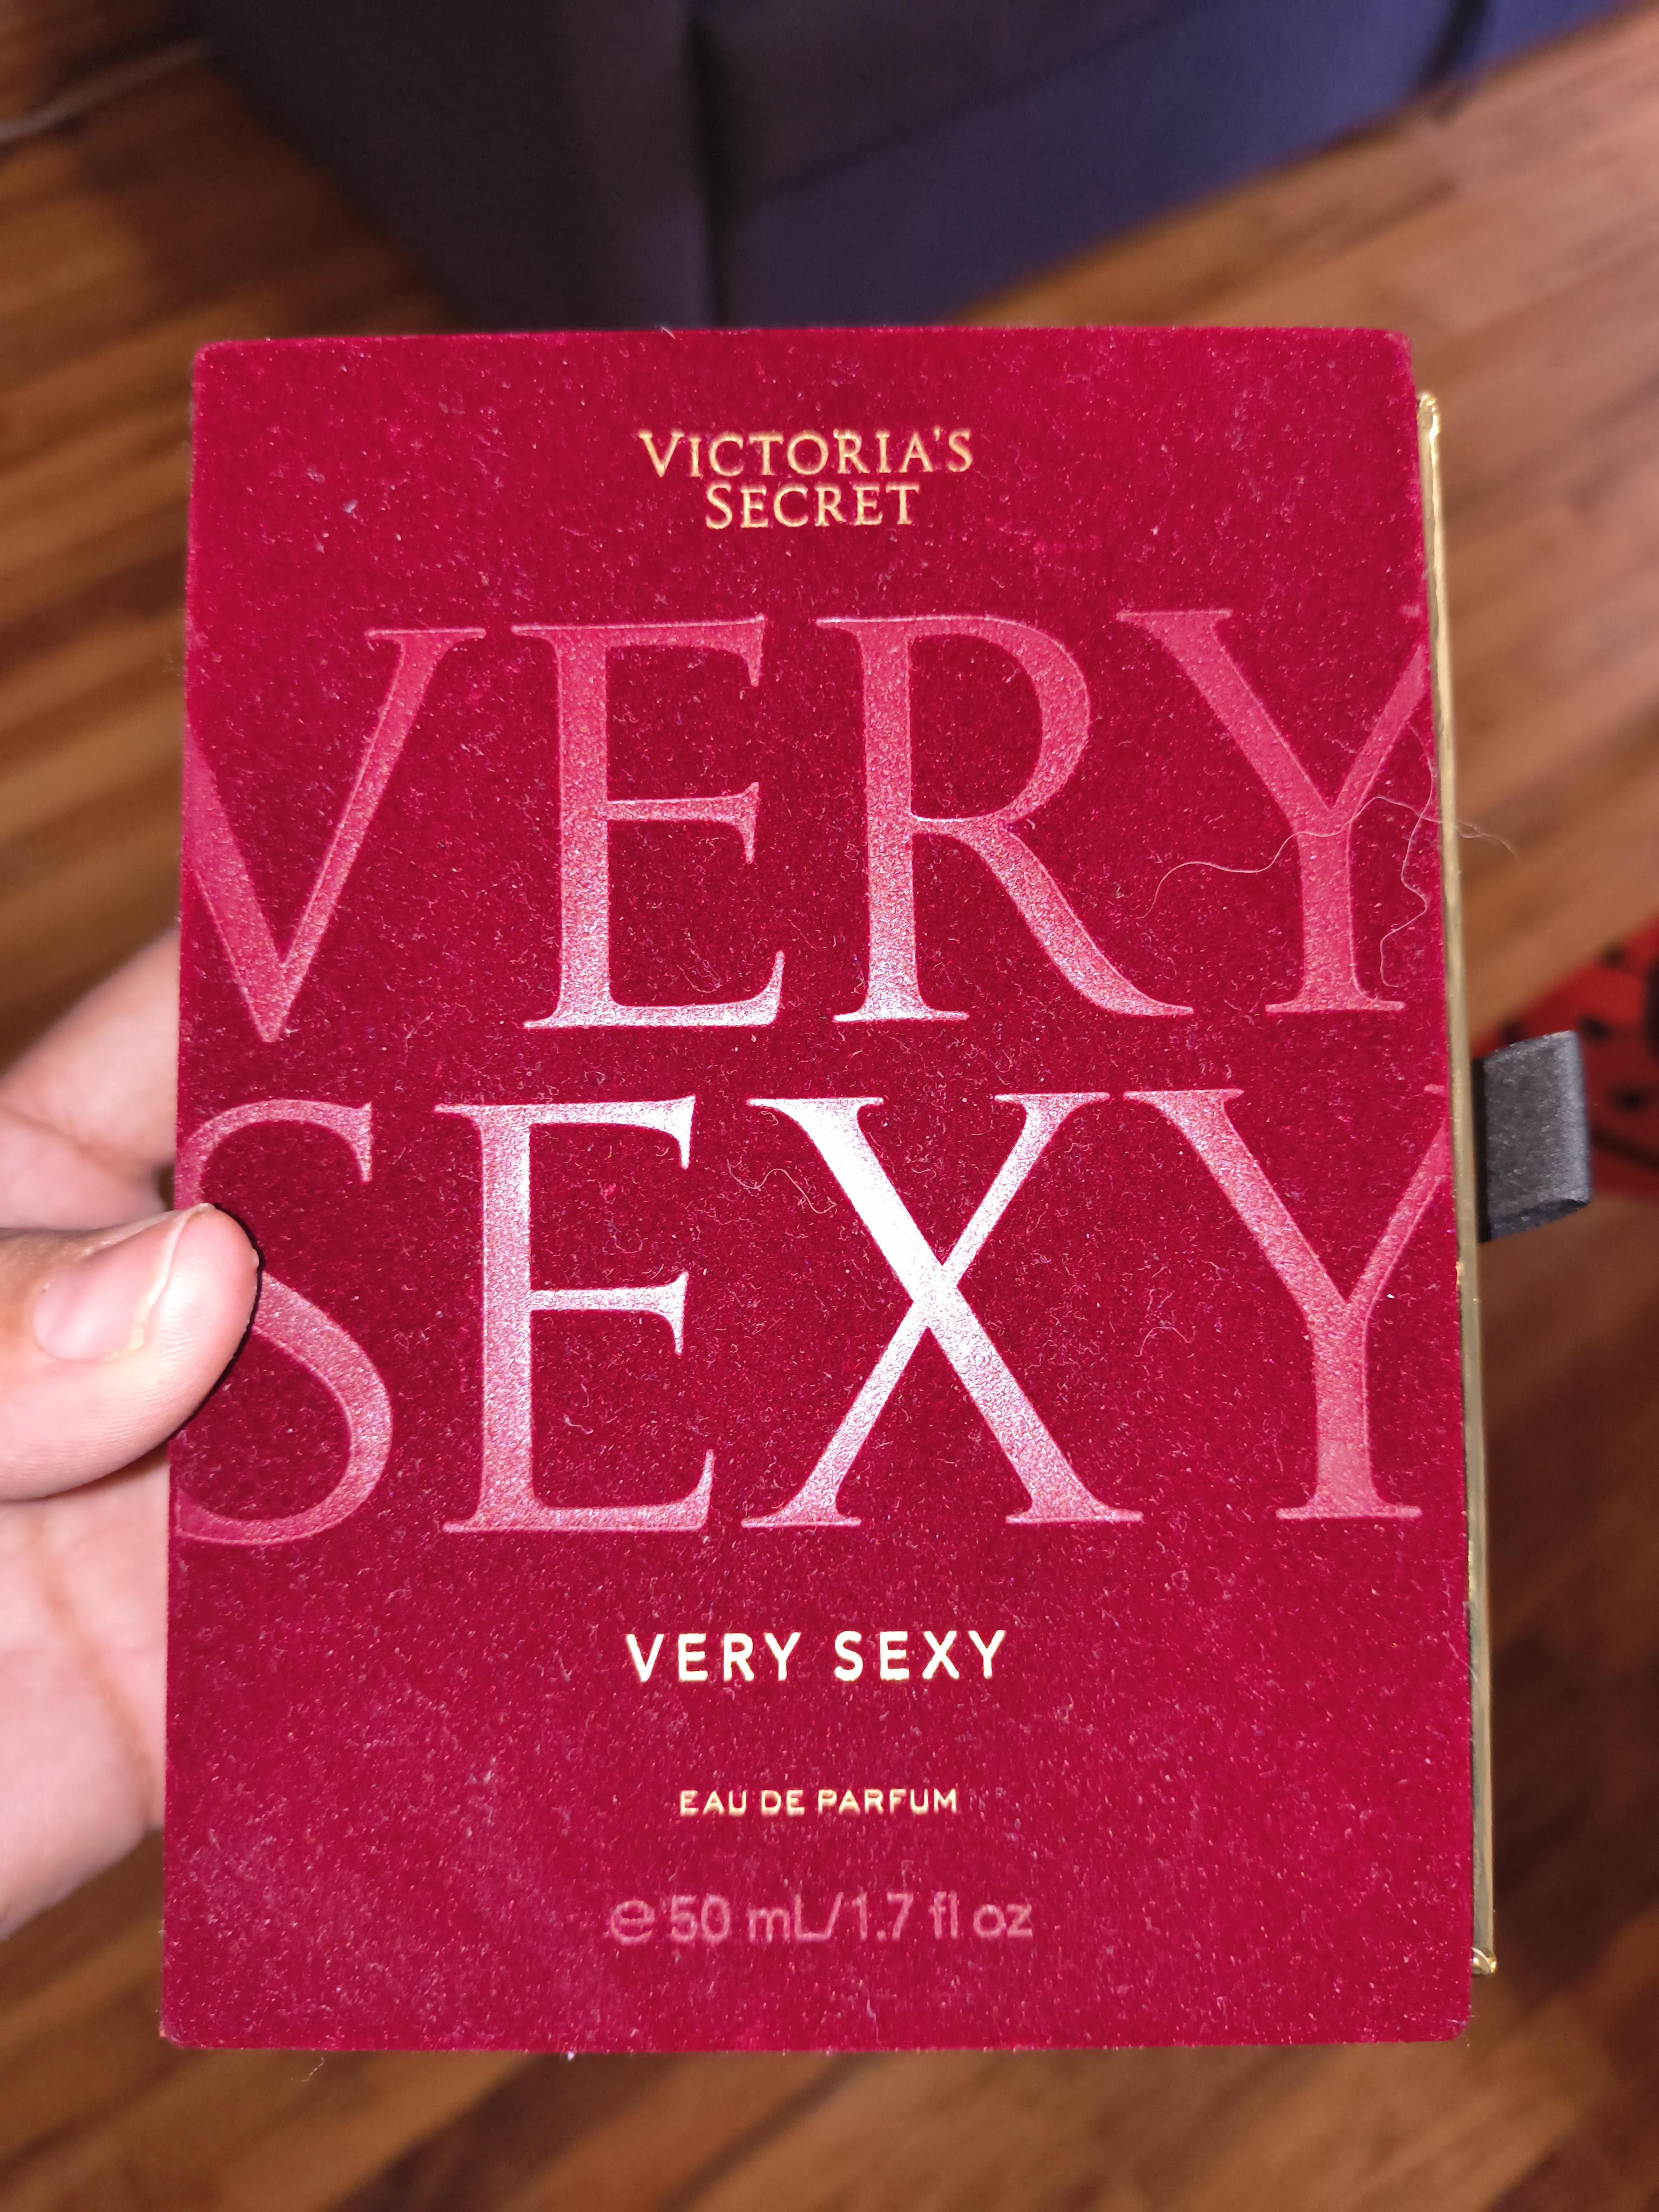 VICTORIA'S
SECRET
VERY
SEXY
VERY SEXY
EAU DE PARFUM
℮ 50 mL/1.7 fl oz